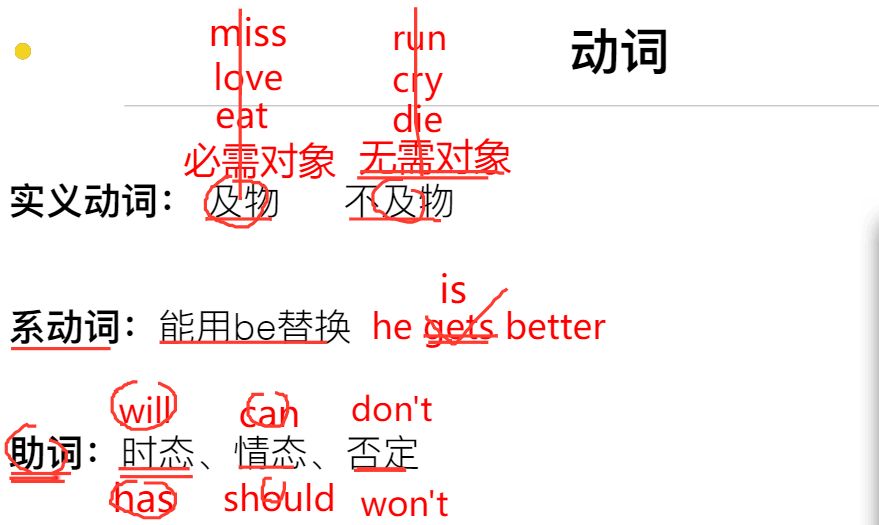 动词
miss run
love cry
eat die
必需对象 无需对象
实义动词： 及物 不及物
is
系动词：能用be替换 he gets better
will can don't
助词：时态、情态、否定
has should won't